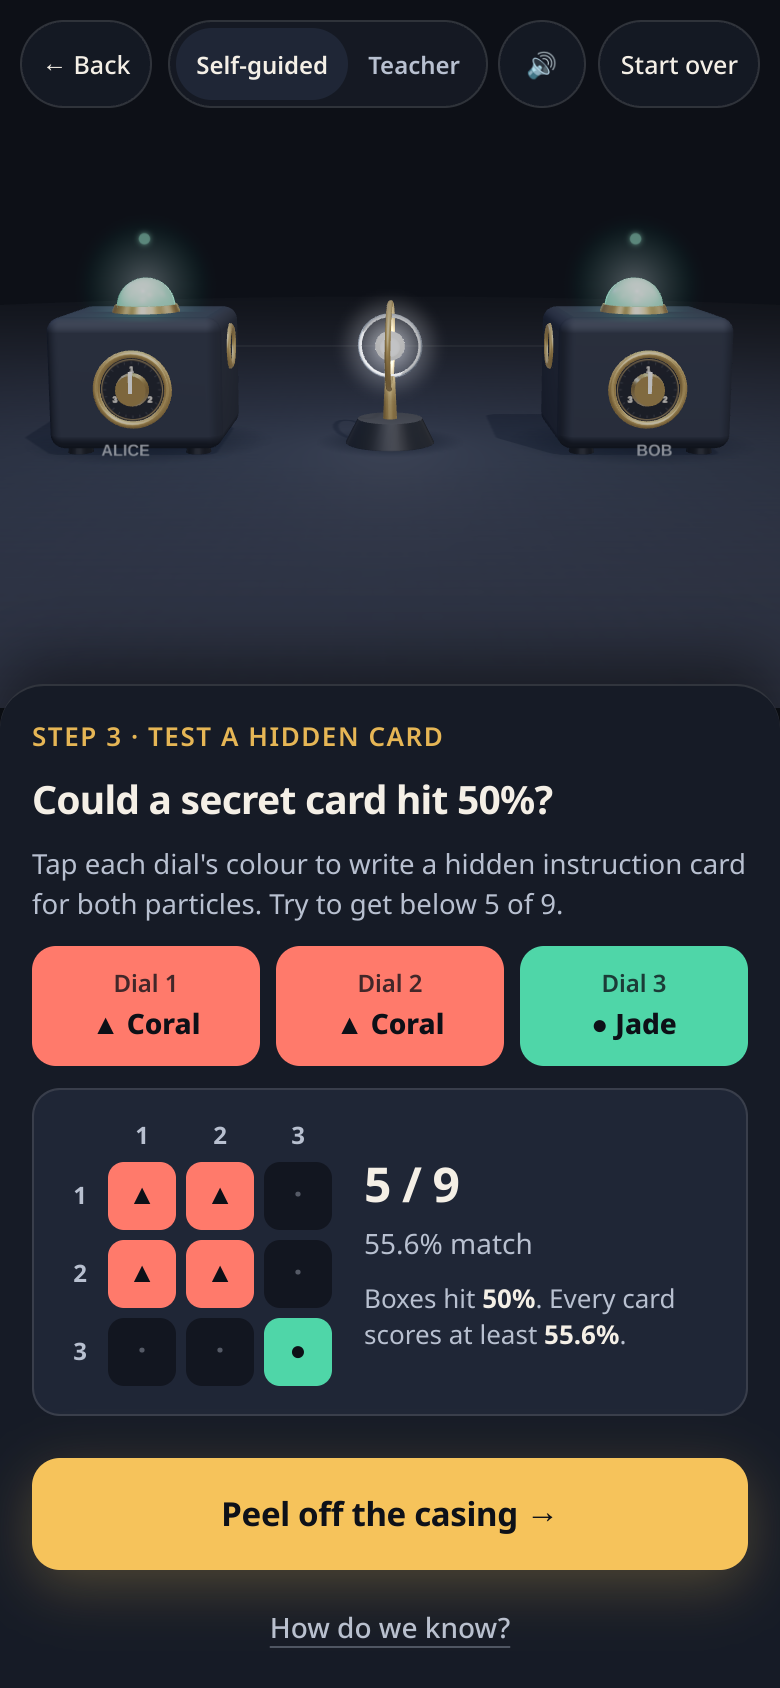 ← Back
Self-guided
Teacher
Start over
1
3 2
ALICE
1
3 2
BOB
STEP 3 · TEST A HIDDEN CARD
Could a secret card hit 50%?
Tap each dial's colour to write a hidden instruction card
for both particles. Try to get below 5 of 9.
Dial 1
▲ Coral
Dial 2
▲ Coral
Dial 3
● Jade
1 2 3
1 ▲ ▲ ·
2 ▲ ▲ ·
3 · · ●
5 / 9
55.6% match
Boxes hit 50%. Every card
scores at least 55.6%.
Peel off the casing →
How do we know?